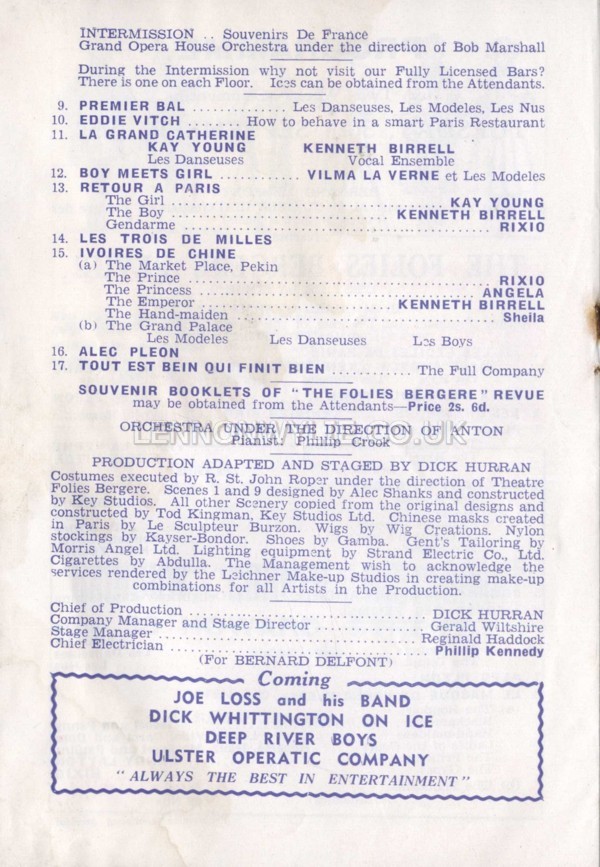 INTERMISSION .. Souvenirs De France
Grand Opera House Orchestra under the direction of Bob Marshall
During the Intermission why not visit our Fully Licensed Bars?
There is one on each Floor. Ices can be obtained from the Attendants.
9. PREMIER BAL ............. Les Danseuses, Les Modeles, Les Nus
10. EDDIE VITCH ........ How to behave in a smart Paris Restaurant
11. LA GRAND CATHERINE
KAY YOUNG KENNETH BIRRELL
Les Danseuses Vocal Ensemble
12. BOY MEETS GIRL ............ VILMA LA VERNE et Les Modeles
13. RETOUR A PARIS
The Girl ........................................ KAY YOUNG
The Boy ................................ KENNETH BIRRELL
Gendarme ............................................ RIXIO
14. LES TROIS DE MILLES
15. IVOIRES DE CHINE
(a) The Market Place, Pekin
The Prince ............................................ RIXIO
The Princess ........................................ ANGELA
The Emperor ........................ KENNETH BIRRELL
The Hand-maiden .................................... Sheila
(b) The Grand Palace
Les Modeles Les Danseuses Les Boys
16. ALEC PLEON
17. TOUT EST BEIN QUI FINIT BIEN ............ The Full Company
SOUVENIR BOOKLETS OF "THE FOLIES BERGERE" REVUE
may be obtained from the Attendants—Price 2s. 6d.
ORCHESTRA UNDER THE DIRECTION OF ANTON
Pianist: Phillip Crook
PRODUCTION ADAPTED AND STAGED BY DICK HURRAN
Costumes executed by R. St. John Roper under the direction of Theatre
Folies Bergere. Scenes 1 and 9 designed by Alec Shanks and constructed
by Key Studios. All other Scenery copied from the original designs and
constructed by Tod Kingman, Key Studios Ltd. Chinese masks created
in Paris by Le Sculpteur Burzon. Wigs by Wig Creations. Nylon
stockings by Kayser-Bondor. Shoes by Gamba. Gent's Tailoring by
Morris Angel Ltd. Lighting equipment by Strand Electric Co., Ltd.
Cigarettes by Abdulla. The Management wish to acknowledge the
services rendered by the Leichner Make-up Studios in creating make-up
combinations for all Artists in the Production.
Chief of Production ................................ DICK HURRAN
Company Manager and Stage Director .............. Gerald Wiltshire
Stage Manager ................................ Reginald Haddock
Chief Electrician ................................ Phillip Kennedy
(For BERNARD DELFONT)
Coming
JOE LOSS and his BAND
DICK WHITTINGTON ON ICE
DEEP RIVER BOYS
ULSTER OPERATIC COMPANY
"ALWAYS THE BEST IN ENTERTAINMENT"